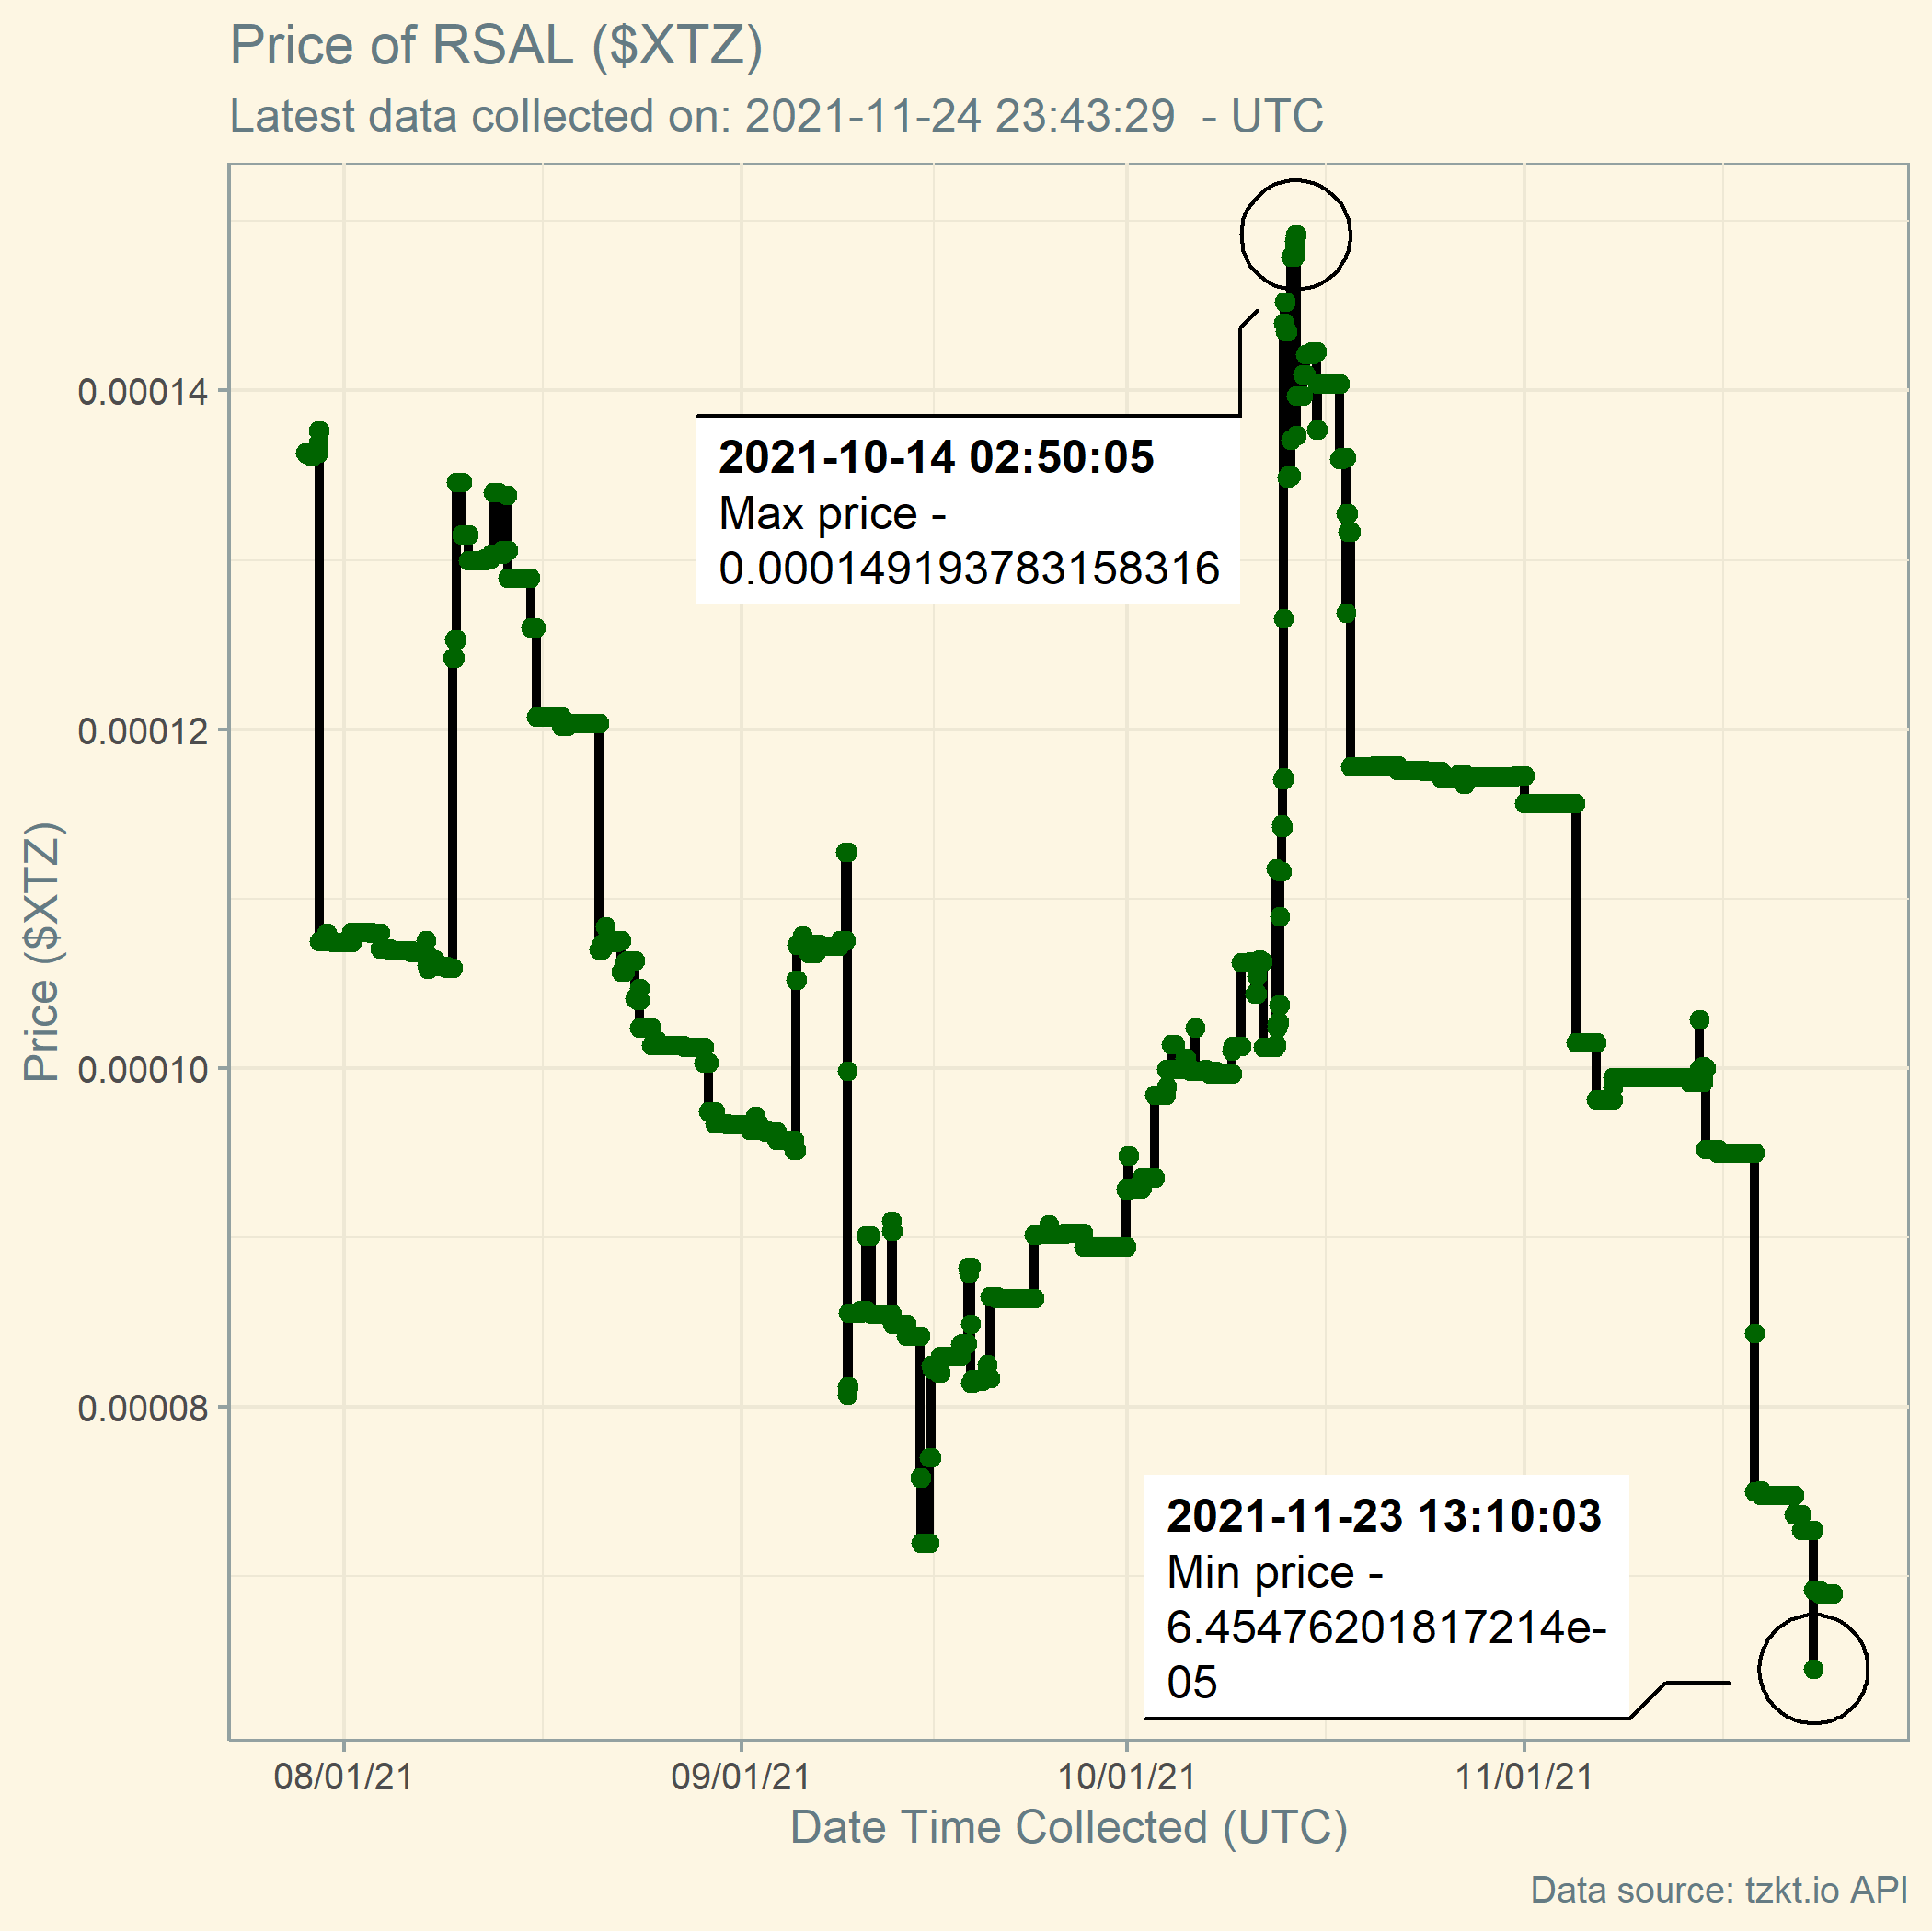 Price of RSAL ($XTZ)
Latest data collected on: 2021-11-24 23:43:29  - UTC
Price ($XTZ)
0.00014
0.00012
0.00010
0.00008
2021-10-14 02:50:05
Max price -
0.000149193783158316
2021-11-23 13:10:03
Min price -
6.45476201817214e-
05
08/01/21
09/01/21
10/01/21
11/01/21
Date Time Collected (UTC)
Data source: tzkt.io API